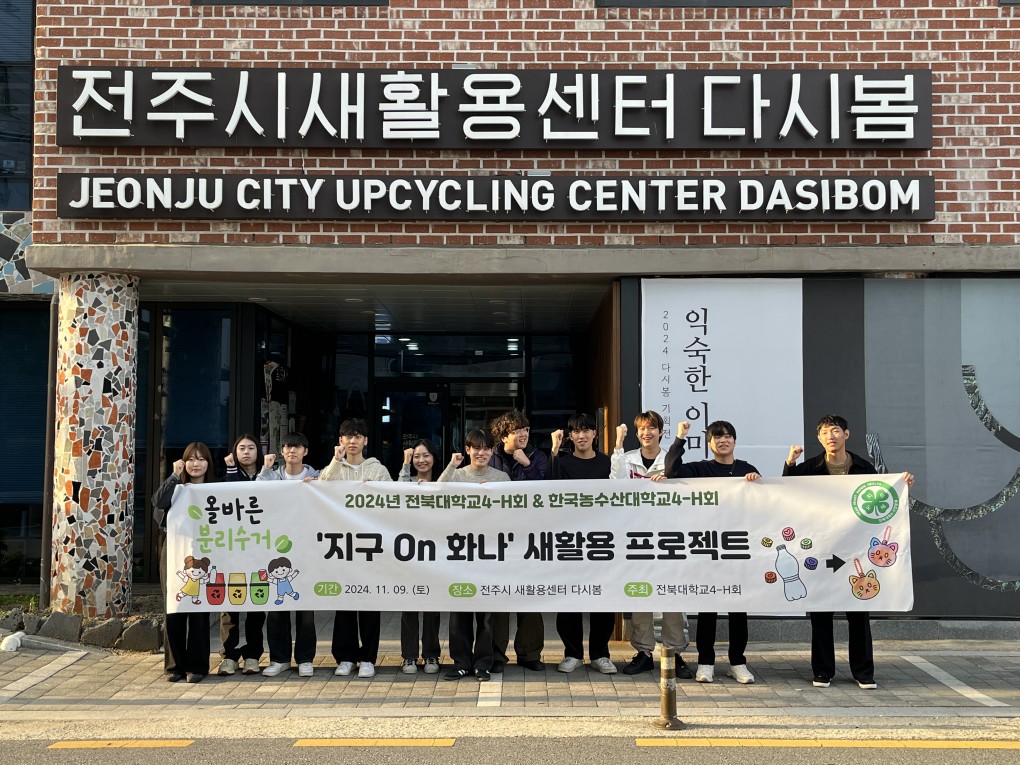 전주시새활용센터 다시봄
JEONJU CITY UPCYCLING CENTER DASIBOM
2024 다시봄 기획전
익숙한 이
올바른
분리수거
2024년 전북대학교4-H회 & 한국농수산대학교4-H회
'지구 On 화나' 새활용 프로젝트
기간 2024. 11. 09. (토) 장소 전주시 새활용센터 다시봄 주최 전북대학교4-H회